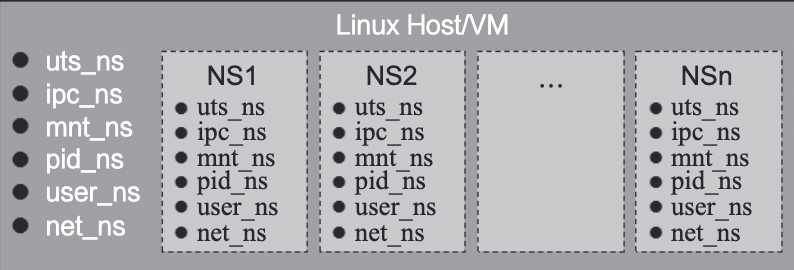 Linux Host/VM
uts_ns
ipc_ns
mnt_ns
pid_ns
user_ns
net_ns
NS1
uts_ns
ipc_ns
mnt_ns
pid_ns
user_ns
net_ns
NS2
uts_ns
ipc_ns
mnt_ns
pid_ns
user_ns
net_ns
...
NSn
uts_ns
ipc_ns
mnt_ns
pid_ns
user_ns
net_ns